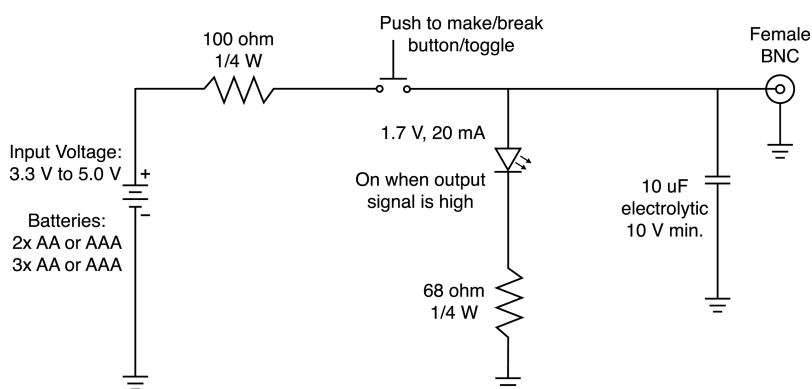 Push to make/break
button/toggle
100 ohm
1/4 W
Female
BNC
1.7 V, 20 mA
Input Voltage:
3.3 V to 5.0 V
+
−
On when output
signal is high
10 uF
electrolytic
10 V min.
Batteries:
2x AA or AAA
3x AA or AAA
68 ohm
1/4 W